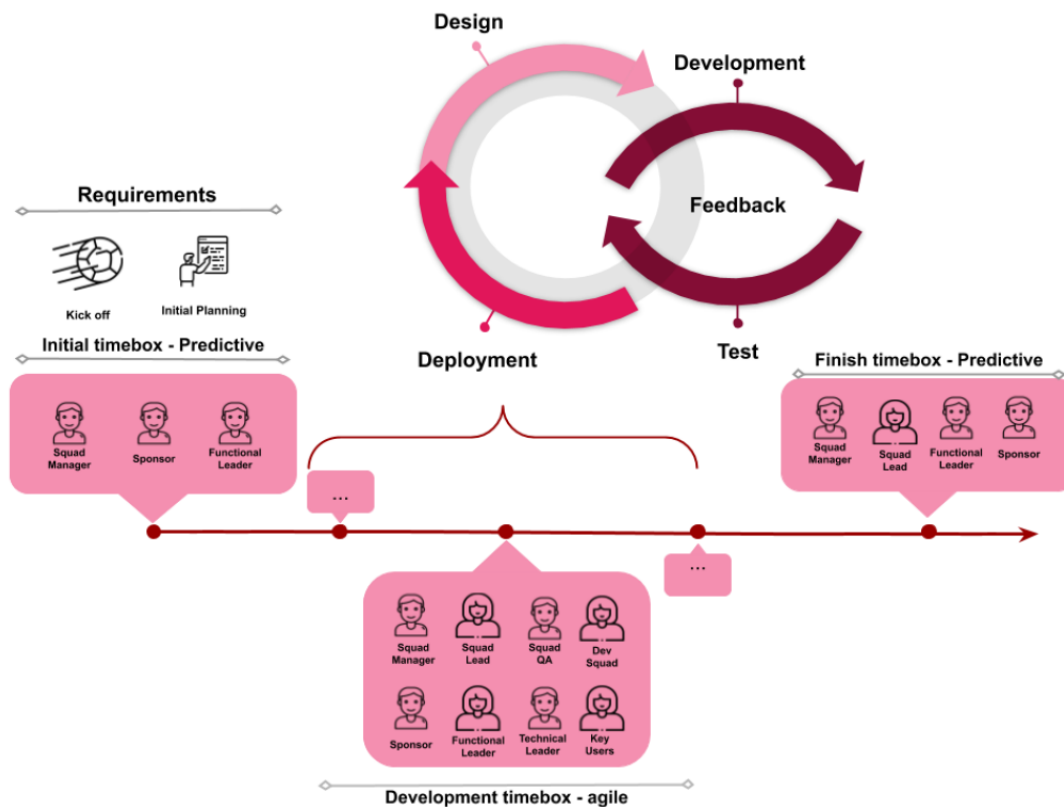 Design
Development
Requirements
Feedback
Kick off
Initial Planning
Initial timebox - Predictive
Deployment
Test
Finish timebox - Predictive
Squad
Manager
Sponsor
Functional
Leader
Squad
Manager
Squad
Lead
Functional
Leader
Sponsor
...
...
Squad
Manager
Squad
Lead
Squad
QA
Dev
Squad
Sponsor
Functional
Leader
Technical
Leader
Key
Users
Development timebox - agile